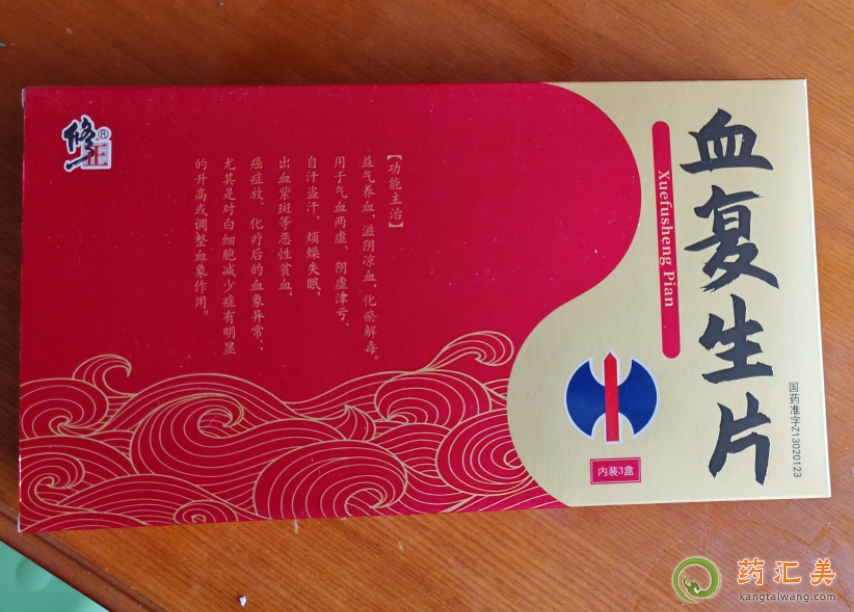 血复生片
Xuefusheng Pian
国药准字Z13020123
内装3盒
修正®
【功能主治】
益气养血，滋阴凉血，化瘀解毒。
用于气血两虚，阴虚津亏、
自汗盗汗、烦燥失眠、
出血紫斑等恶性贫血，
癌症放、化疗后的血象异常，
尤其是对白细胞减少症有明显
的升高或调整血象作用。
药汇美
kangtaiwang.com